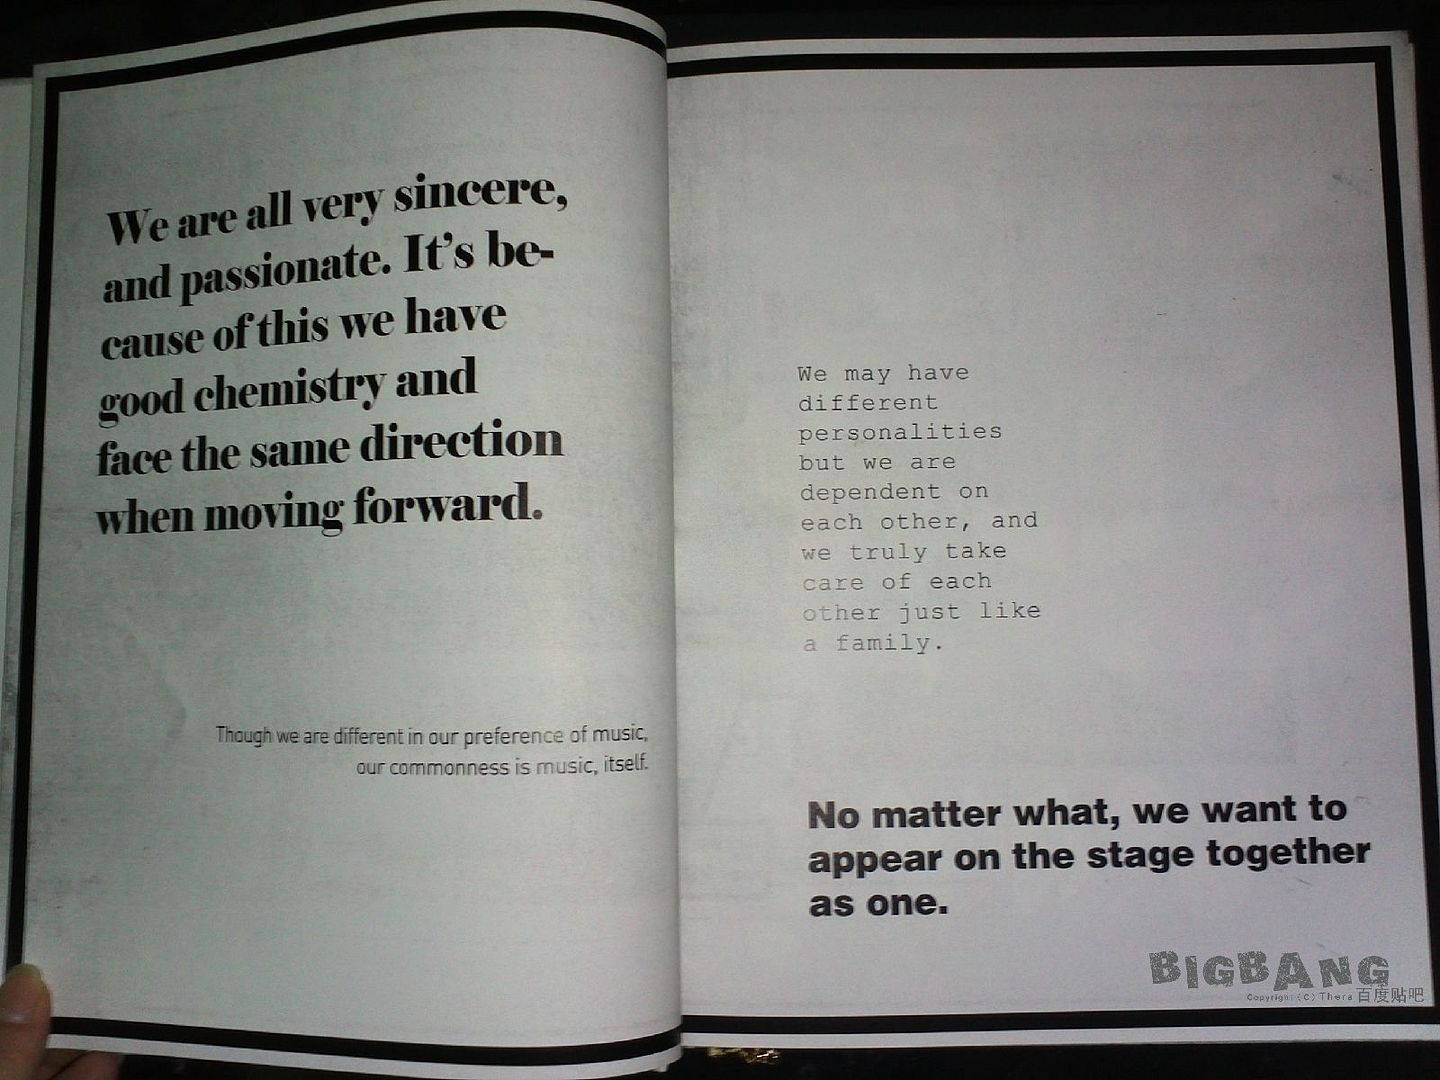 We are all very sincere,
and passionate. It's be-
cause of this we have
good chemistry and
face the same direction
when moving forward.
Though we are different in our preference of music,
our commonness is music, itself.
We may have
different
personalities
but we are
dependent on
each other, and
we truly take
care of each
other just like
a family.
No matter what, we want to
appear on the stage together
as one.
BIGBANG
Copyright (C) Thera 百度贴吧